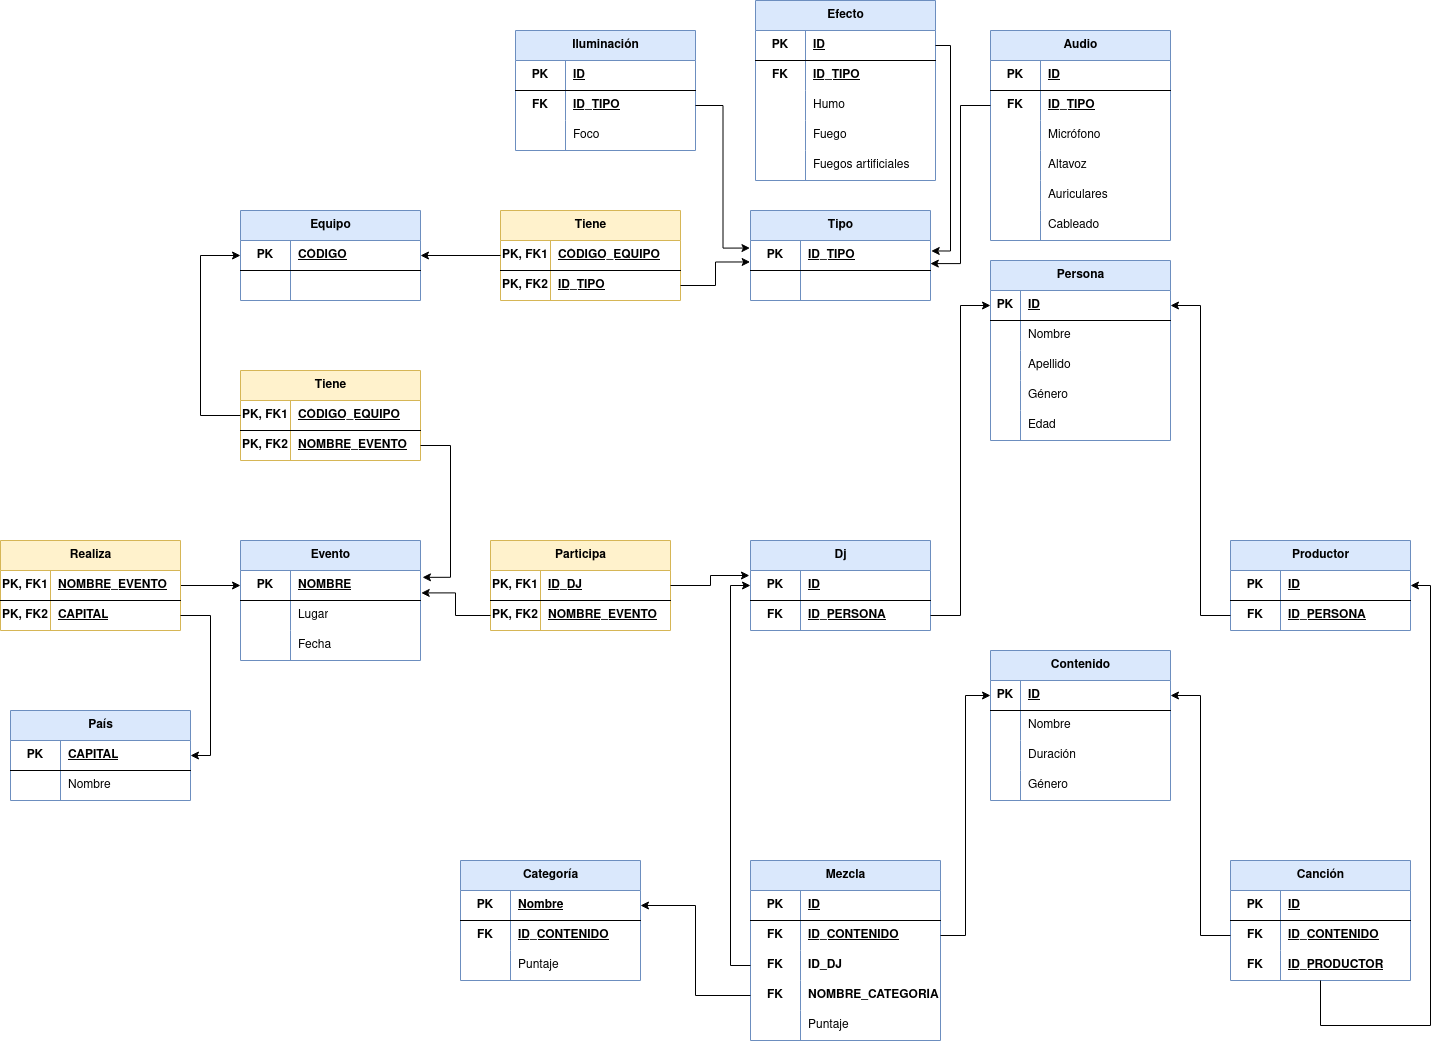 Efecto
PK ID
FK ID_TIPO
Humo
Fuego
Fuegos artificiales
Iluminación
PK ID
FK ID_TIPO
Foco
Audio
PK ID
FK ID_TIPO
Micrófono
Altavoz
Auriculares
Cableado
Equipo
PK CODIGO
Tiene
PK, FK1 CODIGO_EQUIPO
PK, FK2 ID_TIPO
Tipo
PK ID_TIPO
Persona
PK ID
Nombre
Apellido
Género
Edad
Tiene
PK, FK1 CODIGO_EQUIPO
PK, FK2 NOMBRE_EVENTO
Realiza
PK, FK1 NOMBRE_EVENTO
PK, FK2 CAPITAL
Evento
PK NOMBRE
Lugar
Fecha
Participa
PK, FK1 ID_DJ
PK, FK2 NOMBRE_EVENTO
Dj
PK ID
FK ID_PERSONA
Productor
PK ID
FK ID_PERSONA
Contenido
PK ID
Nombre
Duración
Género
País
PK CAPITAL
Nombre
Categoría
PK Nombre
FK ID_CONTENIDO
Puntaje
Mezcla
PK ID
FK ID_CONTENIDO
FK ID_DJ
FK NOMBRE_CATEGORIA
Puntaje
Canción
PK ID
FK ID_CONTENIDO
FK ID_PRODUCTOR